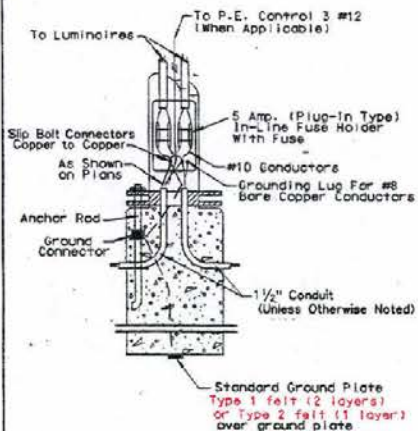 To P.E. Control 3 #12
(When Applicable)
To Luminaires
5 Amp. (Plug-In Type)
In-Line Fuse Holder
With Fuse
Slip Bolt Connectors
Copper to Copper
As Shown
on Plans
#10 Conductors
Grounding Lug For #8
Bare Copper Conductors
Anchor Rod
Ground
Connector
1½" Conduit
(Unless Otherwise Noted)
Standard Ground Plate
Type 1 felt (2 layers)
or Type 2 felt (1 layer)
over ground plate